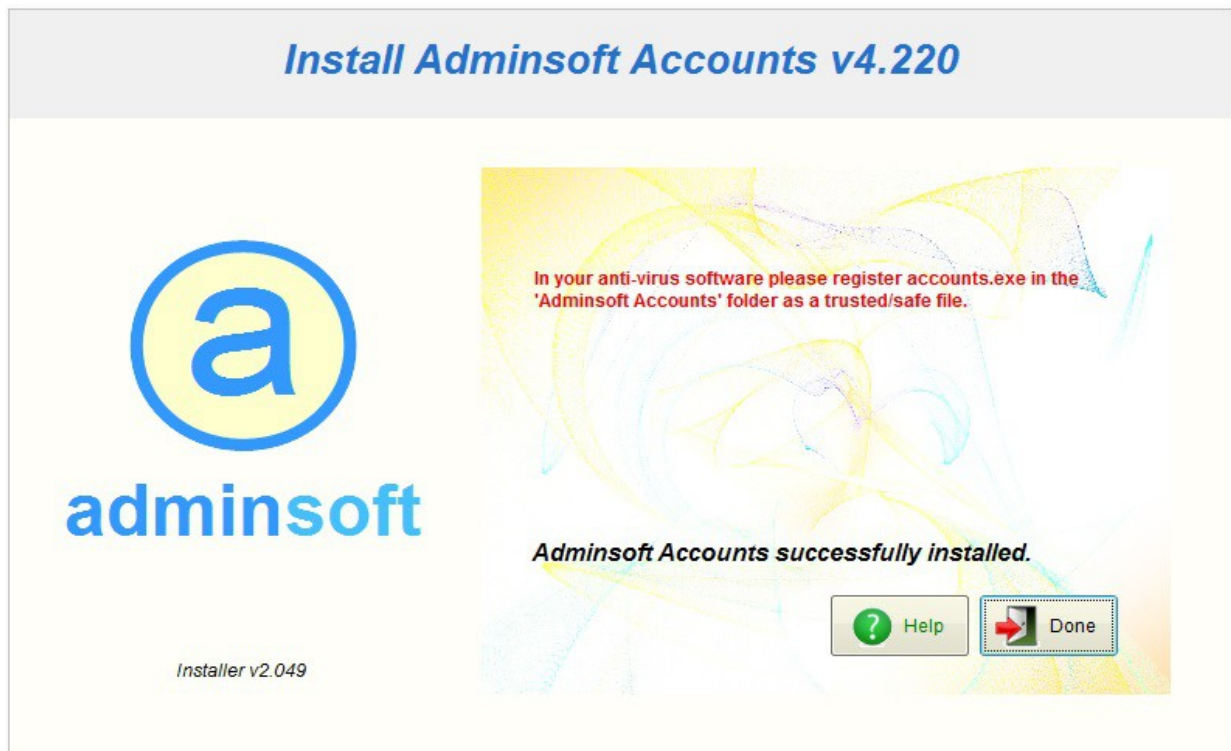 Install Adminsoft Accounts v4.220
In your anti-virus software please register accounts.exe in the
'Adminsoft Accounts' folder as a trusted/safe file.
a
adminsoft
Adminsoft Accounts successfully installed.
? Help
Done
Installer v2.049